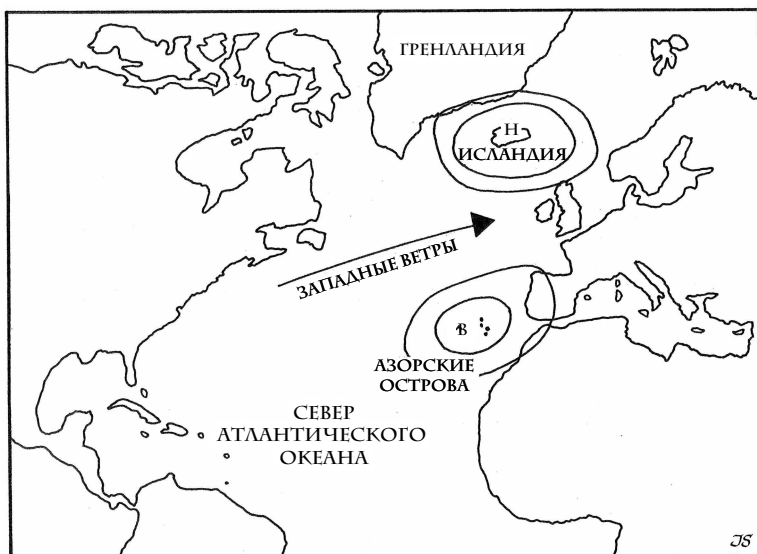 ГРЕНЛАНДИЯ
Н
ИСЛАНДИЯ
ЗАПАДНЫЕ ВЕТРЫ
В
АЗОРСКИЕ
ОСТРОВА
СЕВЕР
АТЛАНТИЧЕСКОГО
ОКЕАНА
JS